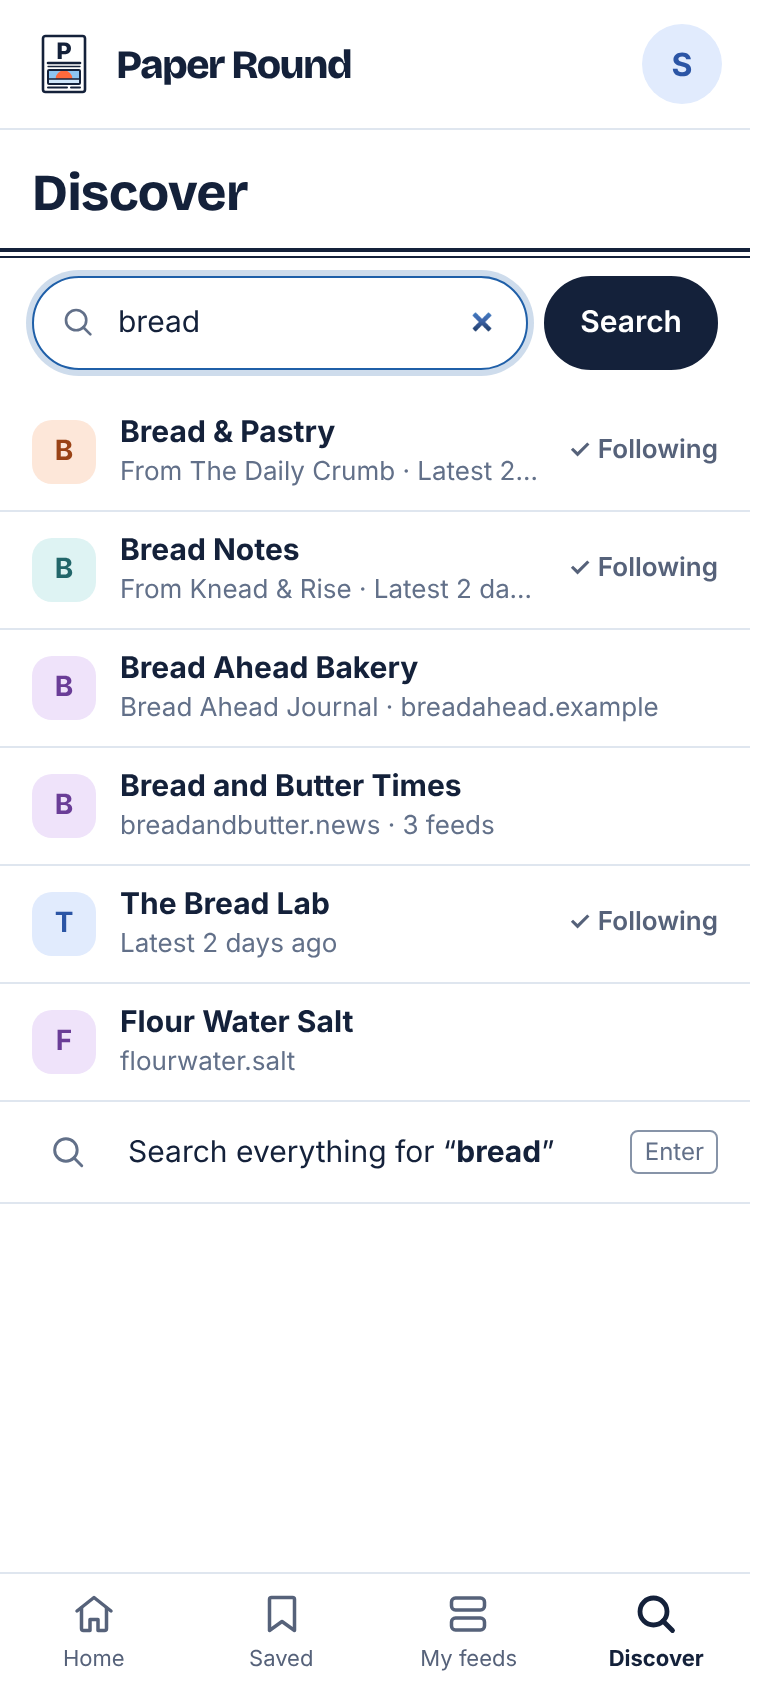 P
Paper Round
S
Discover
bread
Search
B
Bread & Pastry
From The Daily Crumb · Latest 2...
✓ Following
B
Bread Notes
From Knead & Rise · Latest 2 da...
✓ Following
B
Bread Ahead Bakery
Bread Ahead Journal · breadahead.example
B
Bread and Butter Times
breadandbutter.news · 3 feeds
T
The Bread Lab
Latest 2 days ago
✓ Following
F
Flour Water Salt
flourwater.salt
Search everything for “bread”
Enter
Home
Saved
My feeds
Discover